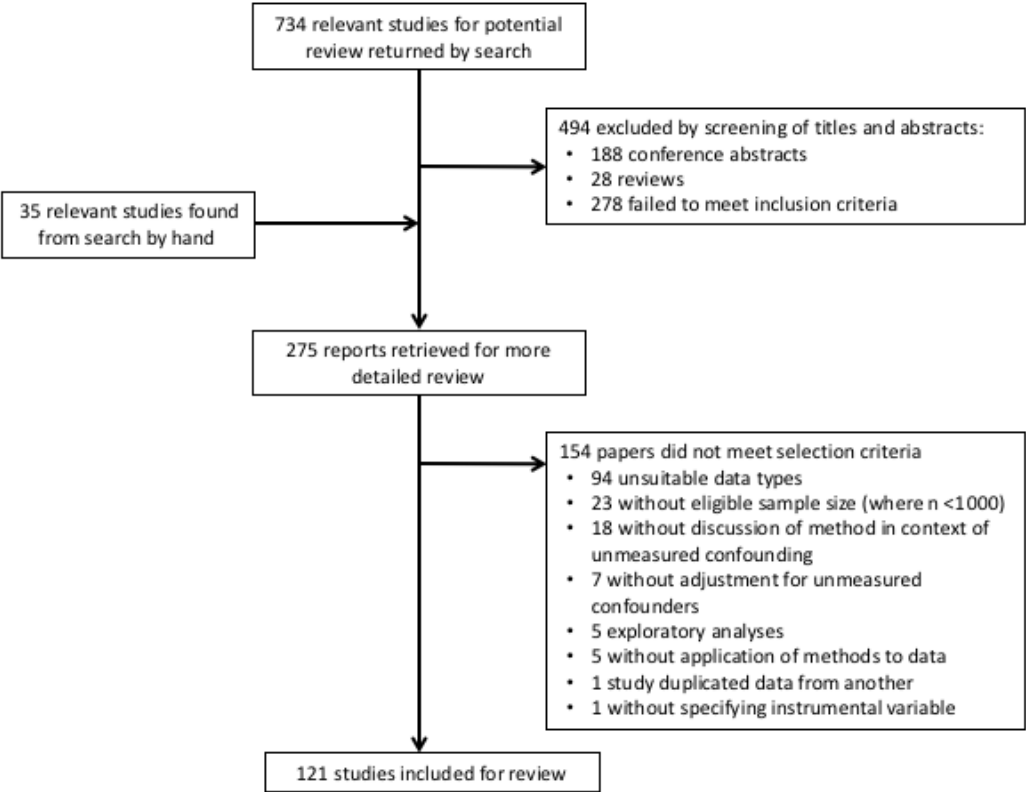 734 relevant studies for potential
review returned by search
494 excluded by screening of titles and abstracts:
• 188 conference abstracts
• 28 reviews
• 278 failed to meet inclusion criteria
35 relevant studies found
from search by hand
275 reports retrieved for more
detailed review
154 papers did not meet selection criteria
• 94 unsuitable data types
• 23 without eligible sample size (where n <1000)
• 18 without discussion of method in context of
unmeasured confounding
• 7 without adjustment for unmeasured
confounders
• 5 exploratory analyses
• 5 without application of methods to data
• 1 study duplicated data from another
• 1 without specifying instrumental variable
121 studies included for review